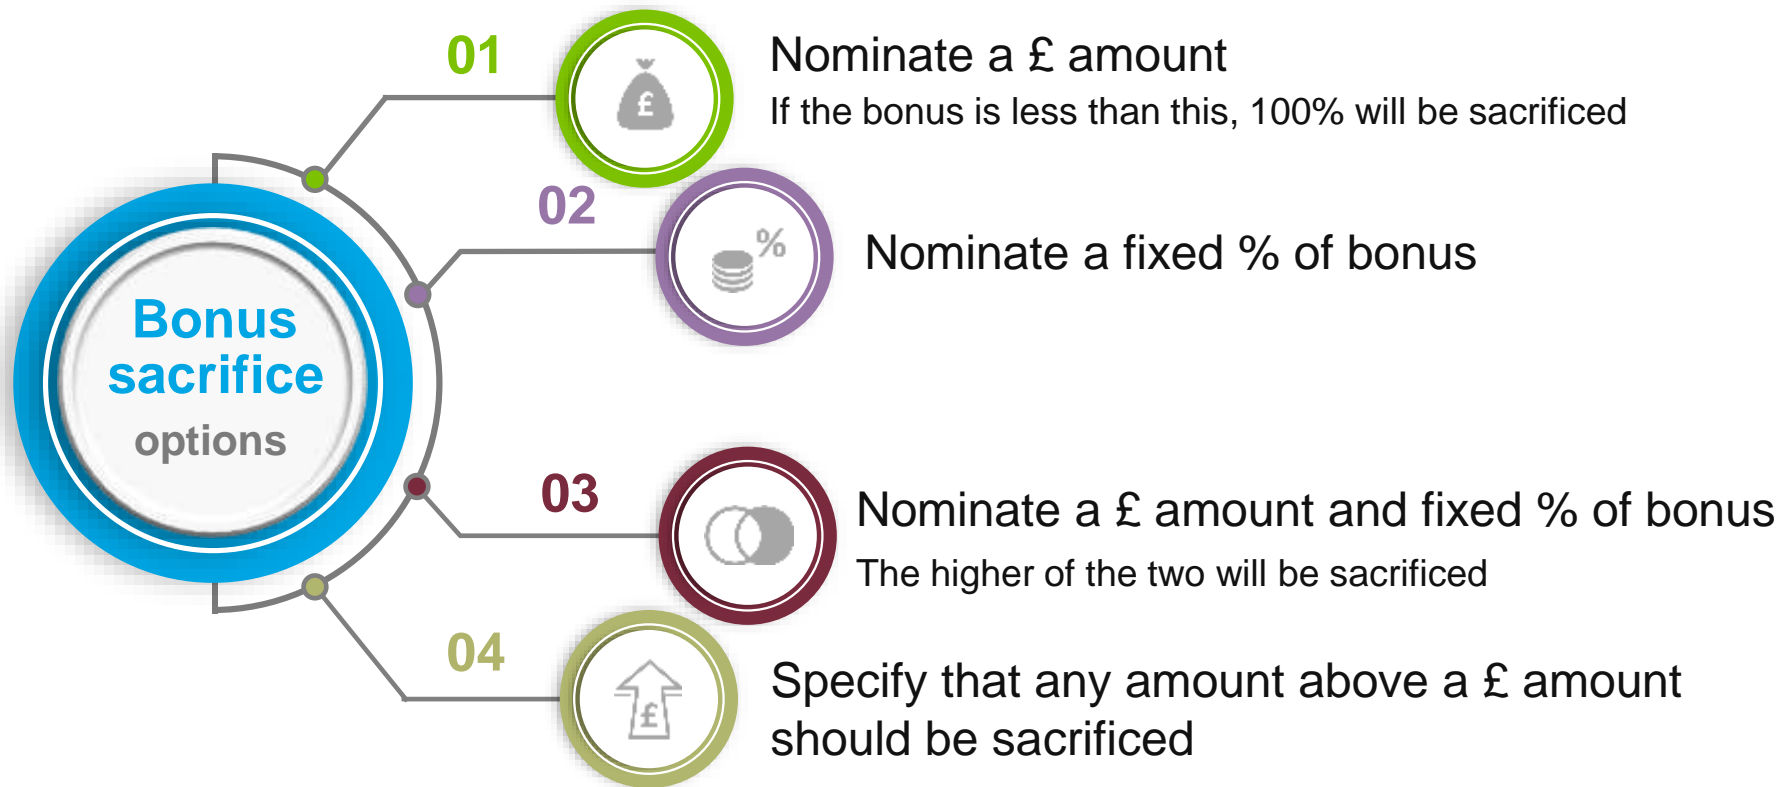 Bonus
sacrifice
options
01
£
Nominate a £ amount
If the bonus is less than this, 100% will be sacrificed
02
%
Nominate a fixed % of bonus
03
Nominate a £ amount and fixed % of bonus
The higher of the two will be sacrificed
04
£
Specify that any amount above a £ amount
should be sacrificed